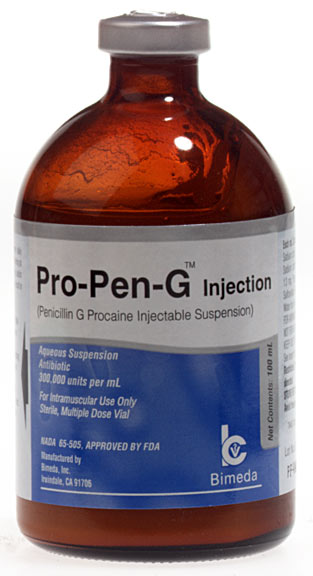 Pro-Pen-G™ Injection
(Penicillin G Procaine Injectable Suspension)
Aqueous Suspension
Antibiotic
300,000 units per mL
For Intramuscular Use Only
Sterile, Multiple Dose Vial
NADA 65-505, APPROVED BY FDA
Manufactured by
Bimeda, Inc.
Irwindale, CA 91706
Net Contents: 100 mL
bc
Bimeda